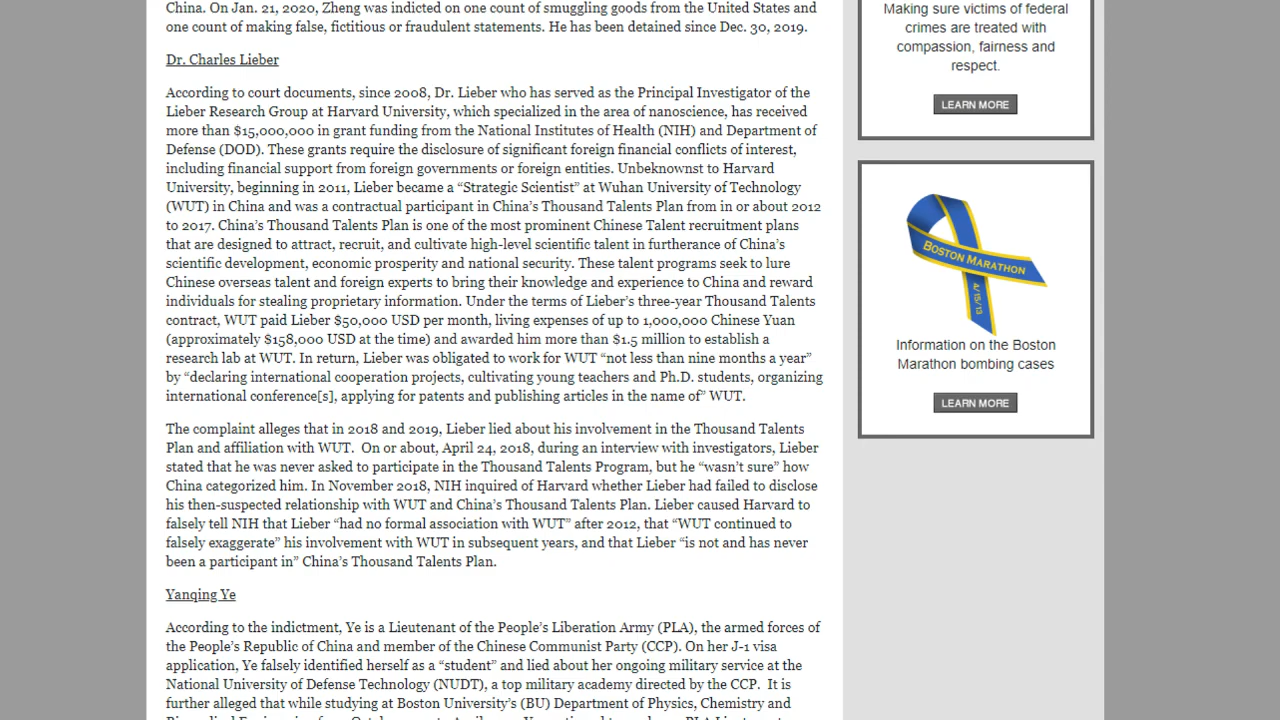 China. On Jan. 21, 2020, Zheng was indicted on one count of smuggling goods from the United States and
one count of making false, fictitious or fraudulent statements. He has been detained since Dec. 30, 2019.
Dr. Charles Lieber
According to court documents, since 2008, Dr. Lieber who has served as the Principal Investigator of the
Lieber Research Group at Harvard University, which specialized in the area of nanoscience, has received
more than $15,000,000 in grant funding from the National Institutes of Health (NIH) and Department of
Defense (DOD). These grants require the disclosure of significant foreign financial conflicts of interest,
including financial support from foreign governments or foreign entities. Unbeknownst to Harvard
University, beginning in 2011, Lieber became a “Strategic Scientist” at Wuhan University of Technology
(WUT) in China and was a contractual participant in China’s Thousand Talents Plan from in or about 2012
to 2017. China’s Thousand Talents Plan is one of the most prominent Chinese Talent recruitment plans
that are designed to attract, recruit, and cultivate high-level scientific talent in furtherance of China’s
scientific development, economic prosperity and national security. These talent programs seek to lure
Chinese overseas talent and foreign experts to bring their knowledge and experience to China and reward
individuals for stealing proprietary information. Under the terms of Lieber’s three-year Thousand Talents
contract, WUT paid Lieber $50,000 USD per month, living expenses of up to 1,000,000 Chinese Yuan
(approximately $158,000 USD at the time) and awarded him more than $1.5 million to establish a
research lab at WUT. In return, Lieber was obligated to work for WUT “not less than nine months a year”
by “declaring international cooperation projects, cultivating young teachers and Ph.D. students, organizing
international conference[s], applying for patents and publishing articles in the name of” WUT.
The complaint alleges that in 2018 and 2019, Lieber lied about his involvement in the Thousand Talents
Plan and affiliation with WUT.  On or about, April 24, 2018, during an interview with investigators, Lieber
stated that he was never asked to participate in the Thousand Talents Program, but he “wasn’t sure” how
China categorized him. In November 2018, NIH inquired of Harvard whether Lieber had failed to disclose
his then-suspected relationship with WUT and China’s Thousand Talents Plan. Lieber caused Harvard to
falsely tell NIH that Lieber “had no formal association with WUT” after 2012, that “WUT continued to
falsely exaggerate” his involvement with WUT in subsequent years, and that Lieber “is not and has never
been a participant in” China’s Thousand Talents Plan.
Yanqing Ye
According to the indictment, Ye is a Lieutenant of the People’s Liberation Army (PLA), the armed forces of
the People’s Republic of China and member of the Chinese Communist Party (CCP). On her J-1 visa
application, Ye falsely identified herself as a “student” and lied about her ongoing military service at the
National University of Defense Technology (NUDT), a top military academy directed by the CCP.  It is
further alleged that while studying at Boston University’s (BU) Department of Physics, Chemistry and
Making sure victims of federal
crimes are treated with
compassion, fairness and
respect.
LEARN MORE
BOSTON MARATHON
4/15/13
Information on the Boston
Marathon bombing cases
LEARN MORE